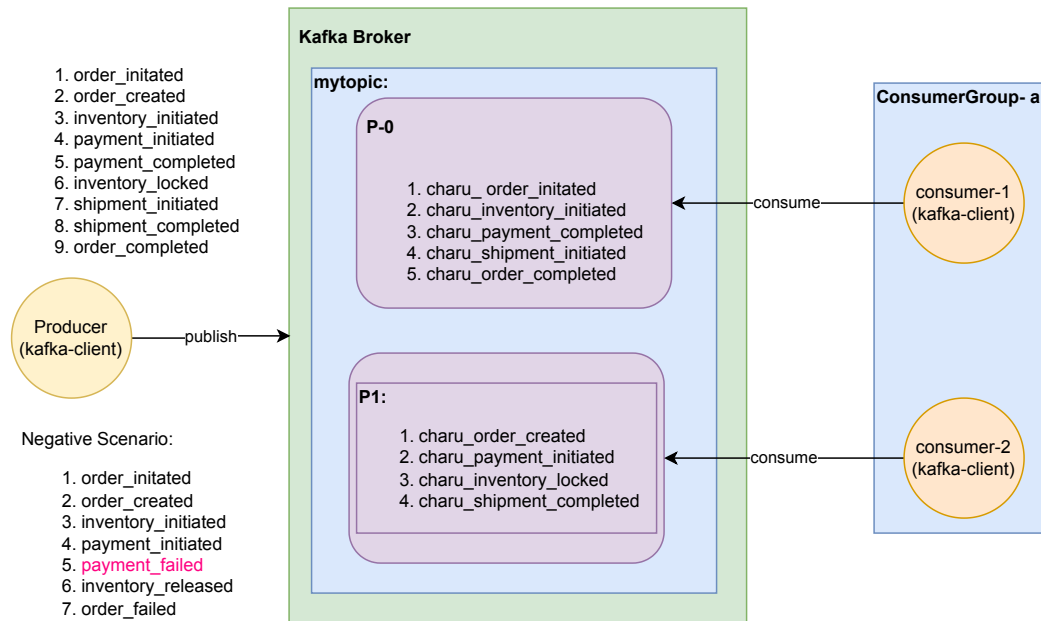 1. order_initated
2. order_created
3. inventory_initiated
4. payment_initiated
5. payment_completed
6. inventory_locked
7. shipment_initiated
8. shipment_completed
9. order_completed
Producer
(kafka-client)
publish
Negative Scenario:
1. order_initated
2. order_created
3. inventory_initiated
4. payment_initiated
5. payment_failed
6. inventory_released
7. order_failed
Kafka Broker
mytopic:
P-0
1. charu_ order_initated
2. charu_inventory_initiated
3. charu_payment_completed
4. charu_shipment_initiated
5. charu_order_completed
P1:
1. charu_order_created
2. charu_payment_initiated
3. charu_inventory_locked
4. charu_shipment_completed
consume
consume
ConsumerGroup- a
consumer-1
(kafka-client)
consumer-2
(kafka-client)